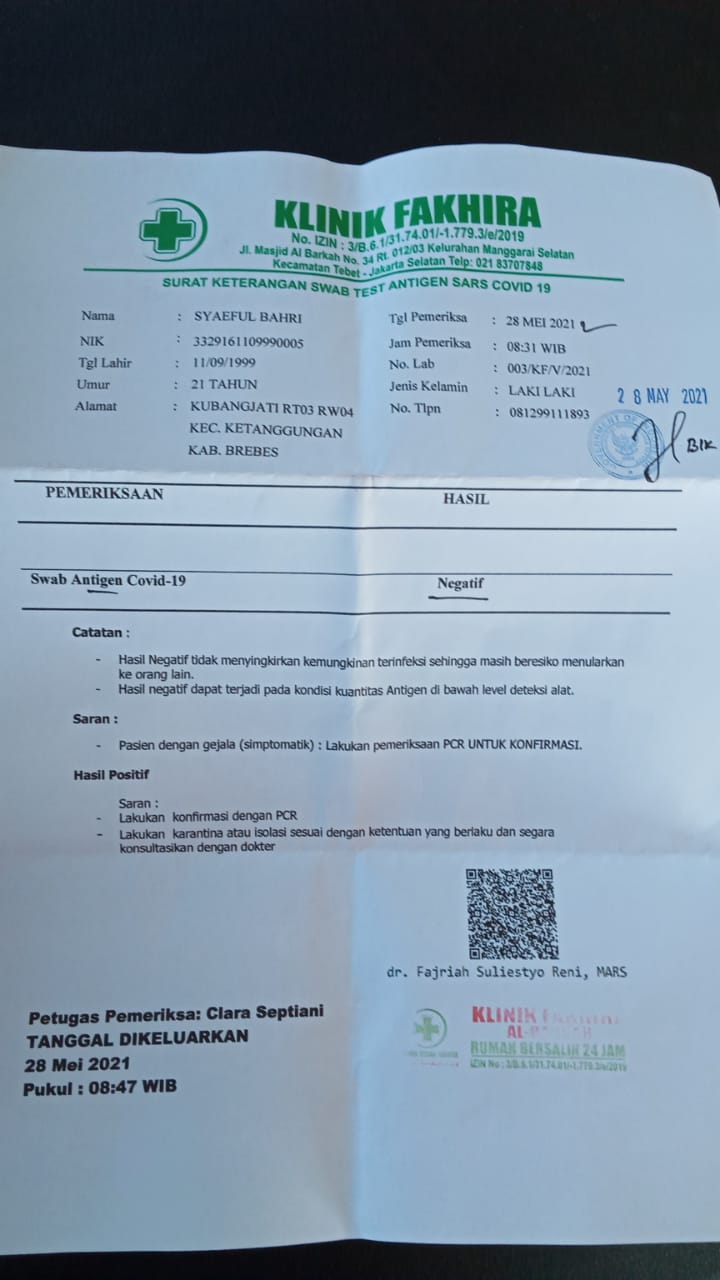 KLINIK FAKHIRA
No. IZIN : 3/B.6.1/31.74.01/-1.779.3/e/2019
Jl. Masjid Al Barkah No. 34 Rt. 012/03 Kelurahan Manggarai Selatan
Kecamatan Tebet - Jakarta Selatan Telp: 021 83707848
SURAT KETERANGAN SWAB TEST ANTIGEN SARS COVID 19
Nama : SYAEFUL BAHRI
NIK : 3329161109990005
Tgl Lahir : 11/09/1999
Umur : 21 TAHUN
Alamat : KUBANGJATI RT03 RW04
KEC. KETANGGUNGAN
KAB. BREBES
Tgl Pemeriksa : 28 MEI 2021
Jam Pemeriksa : 08:31 WIB
No. Lab : 003/KF/V/2021
Jenis Kelamin : LAKI LAKI
No. Tlpn : 081299111893
28 MAY 2021
BIK
PEMERIKSAAN HASIL
Swab Antigen Covid-19 Negatif
Catatan :
- Hasil Negatif tidak menyingkirkan kemungkinan terinfeksi sehingga masih beresiko menularkan
ke orang lain.
- Hasil negatif dapat terjadi pada kondisi kuantitas Antigen di bawah level deteksi alat.
Saran :
- Pasien dengan gejala (simptomatik) : Lakukan pemeriksaan PCR UNTUK KONFIRMASI.
Hasil Positif
Saran :
- Lakukan konfirmasi dengan PCR
- Lakukan karantina atau isolasi sesuai dengan ketentuan yang berlaku dan segara
konsultasikan dengan dokter
dr. Fajriah Suliestyo Reni, MARS
Petugas Pemeriksa: Clara Septiani
TANGGAL DIKELUARKAN
28 Mei 2021
Pukul : 08:47 WIB
KLINIK
RUMAH BERSALIN 24 JAM
IZIN No : 3/B.6.1/31.74.01/-1.779.3/e/2019